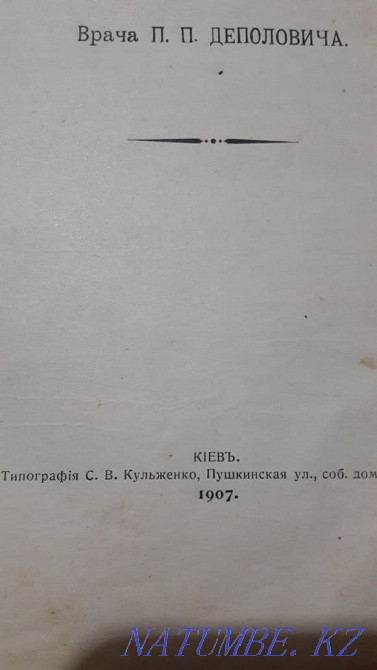 Врача П. П. ДЕПОЛОВИЧА.
КІЕВЪ.
Типографія С. В. Кульженко, Пушкинская ул., соб. дом
1907.
NATUMBE.KZ